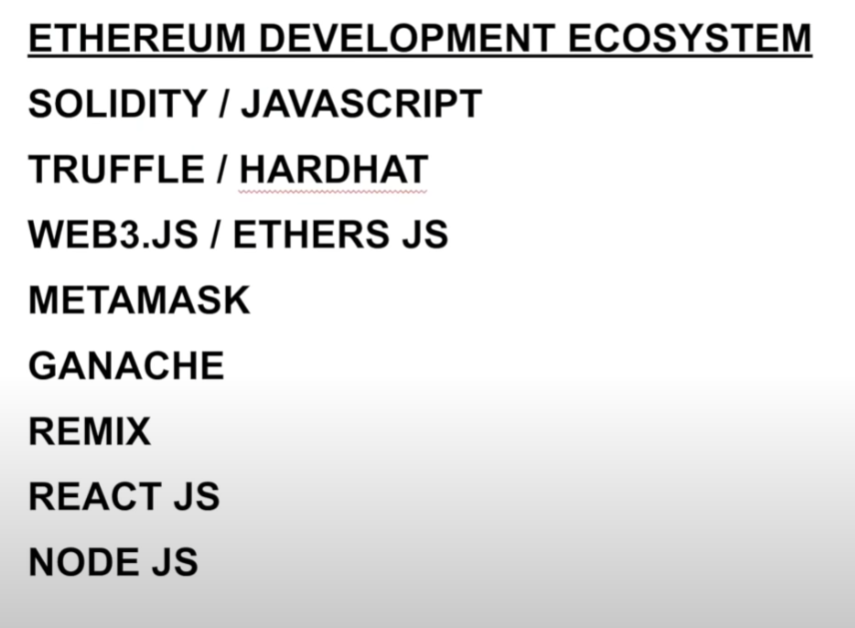 ETHEREUM DEVELOPMENT ECOSYSTEM
SOLIDITY / JAVASCRIPT
TRUFFLE / HARDHAT
WEB3.JS / ETHERS JS
METAMASK
GANACHE
REMIX
REACT JS
NODE JS